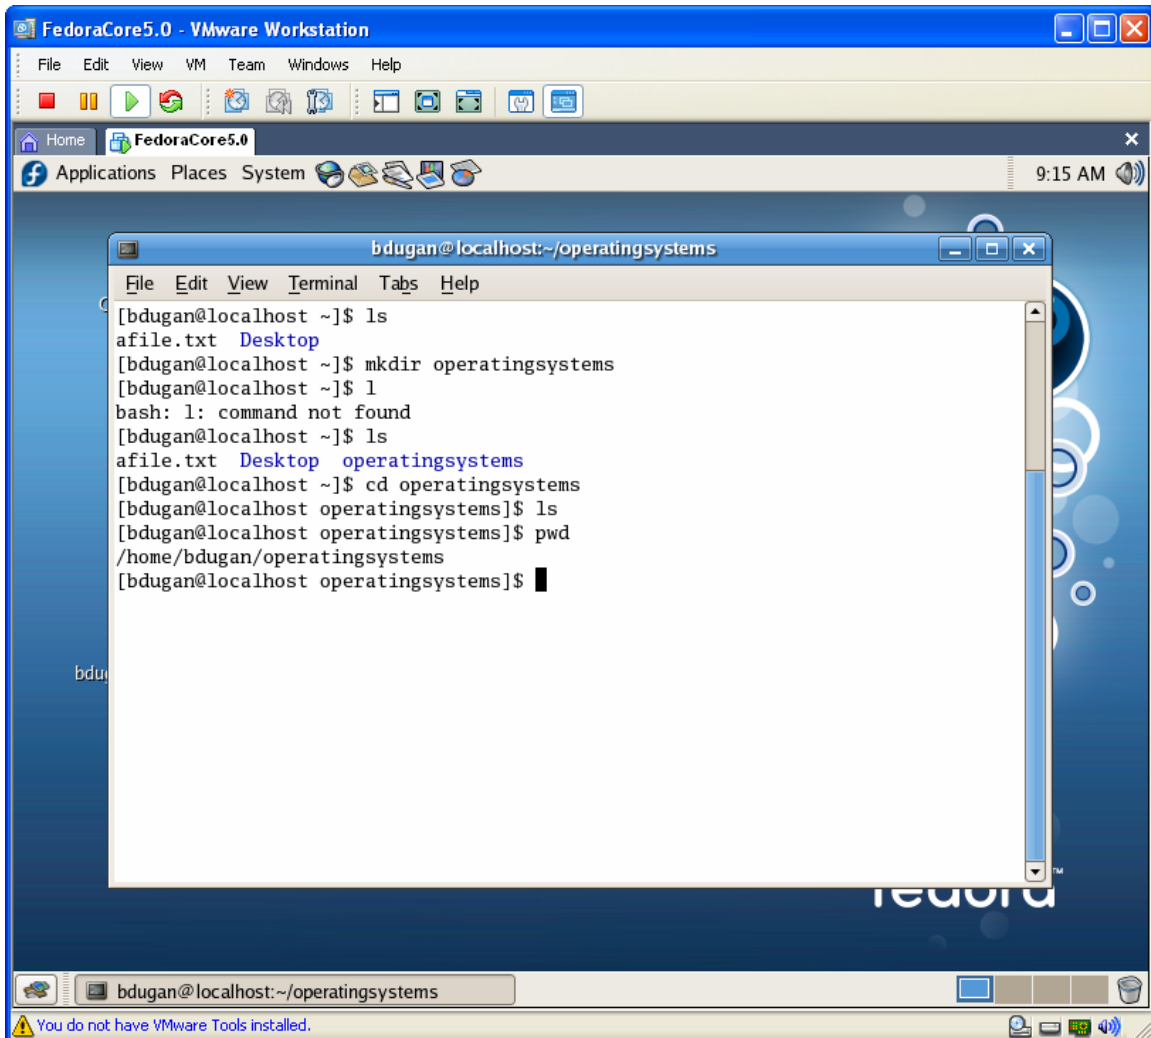 FedoraCore5.0 - VMware Workstation
File Edit View VM Team Windows Help
Home FedoraCore5.0
Applications Places System 9:15 AM
bdugan@localhost:~/operatingsystems
File Edit View Terminal Tabs Help
[bdugan@localhost ~]$ ls
afile.txt Desktop
[bdugan@localhost ~]$ mkdir operatingsystems
[bdugan@localhost ~]$ l
bash: l: command not found
[bdugan@localhost ~]$ ls
afile.txt Desktop operatingsystems
[bdugan@localhost ~]$ cd operatingsystems
[bdugan@localhost operatingsystems]$ ls
[bdugan@localhost operatingsystems]$ pwd
/home/bdugan/operatingsystems
[bdugan@localhost operatingsystems]$
fedora™
bdugan@localhost:~/operatingsystems
You do not have VMware Tools installed.